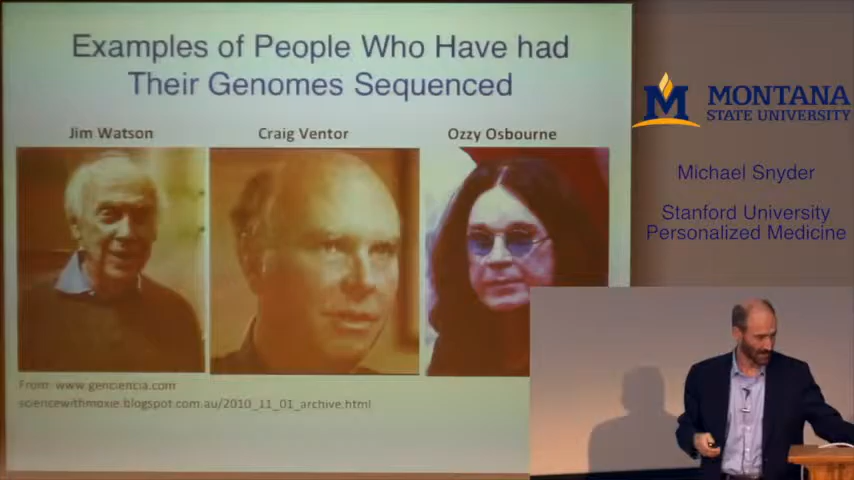 Examples of People Who Have had
Their Genomes Sequenced
Jim Watson
Craig Ventor
Ozzy Osbourne
From: www.genciencia.com
sciencewithmoxie.blogspot.com.au/2010_11_01_archive.html
M
MONTANA
STATE UNIVERSITY
Michael Snyder
Stanford University
Personalized Medicine